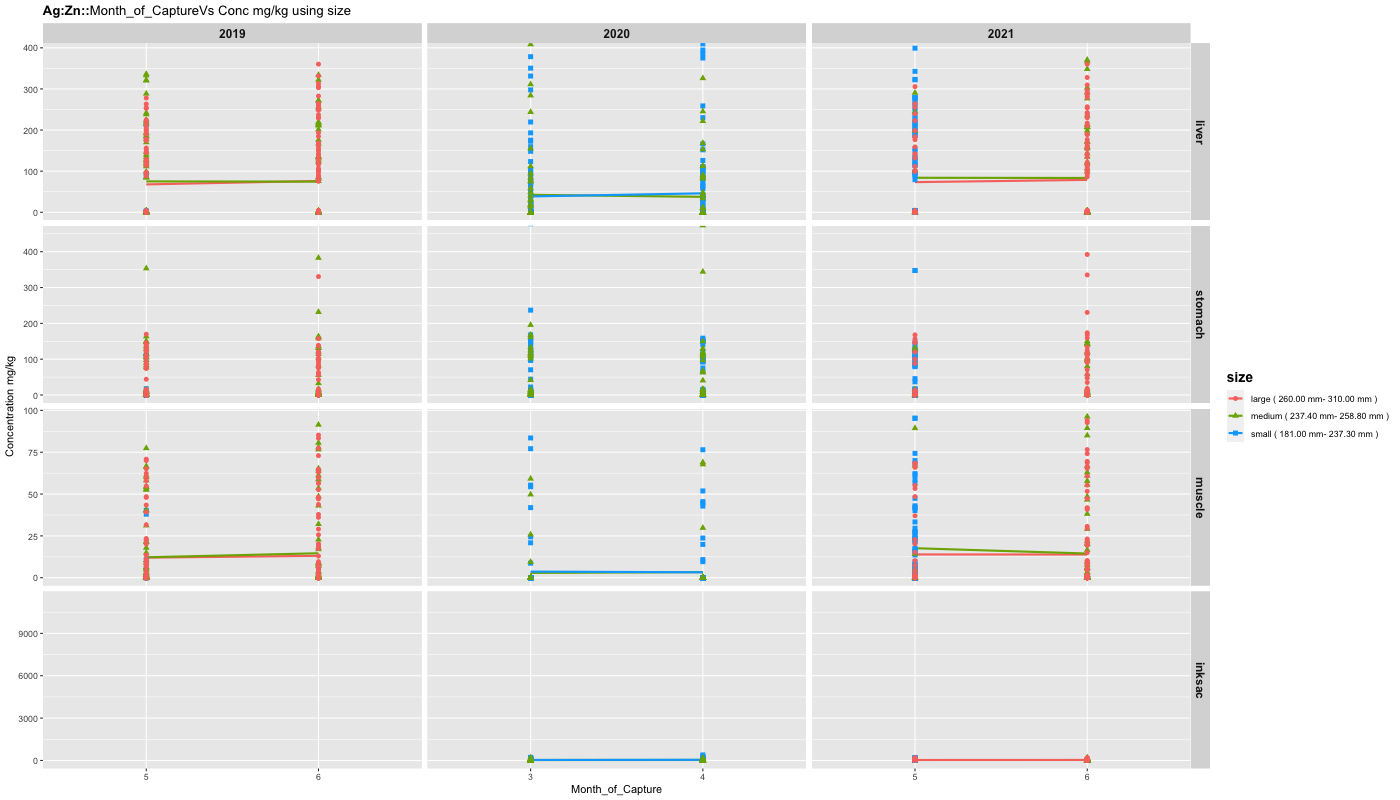 Ag:Zn::Month_of_CaptureVs Conc mg/kg using size
2019
2020
2021
400
300
200
100
0
liver
400
300
200
100
0
stomach
100
75
50
25
0
muscle
9000
6000
3000
0
inksac
5
6
3
4
5
6
Month_of_Capture
Concentration mg/kg
size
large ( 260.00 mm- 310.00 mm )
medium ( 237.40 mm- 258.80 mm )
small ( 181.00 mm- 237.30 mm )